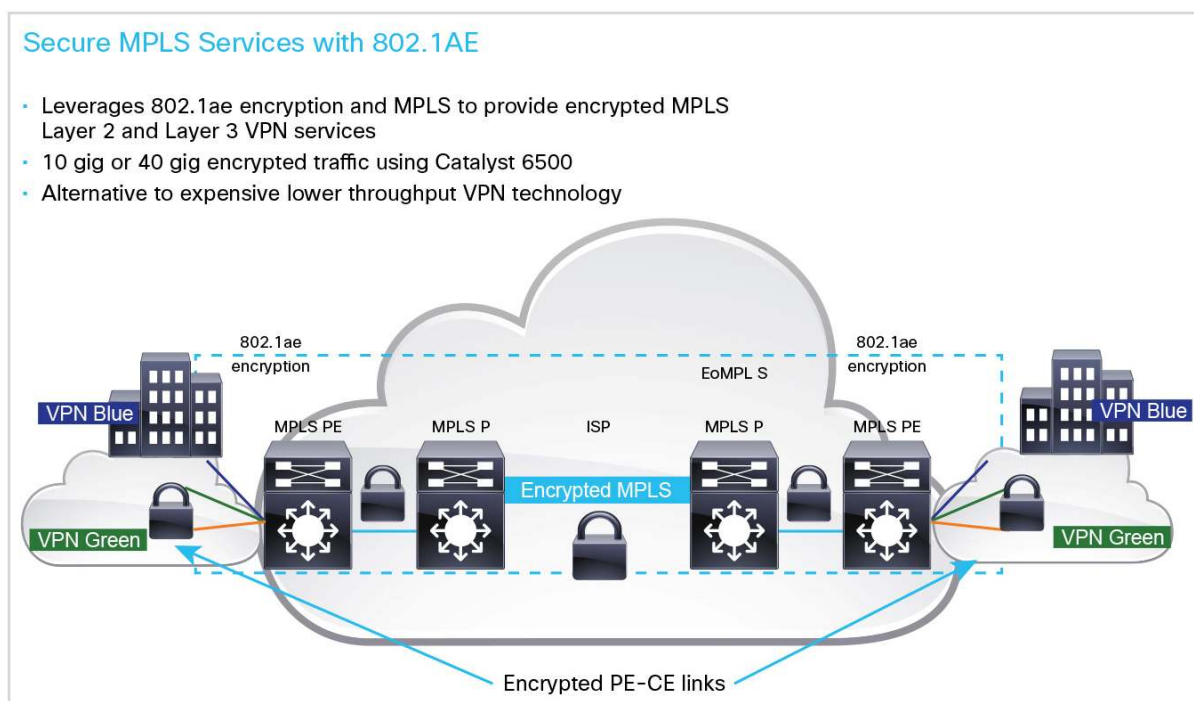 Secure MPLS Services with 802.1AE
· Leverages 802.1ae encryption and MPLS to provide encrypted MPLS
Layer 2 and Layer 3 VPN services
· 10 gig or 40 gig encrypted traffic using Catalyst 6500
· Alternative to expensive lower throughput VPN technology
802.1ae
encryption
EoMPL S
802.1ae
encryption
VPN Blue
VPN Blue
MPLS PE
MPLS P
ISP
MPLS P
MPLS PE
Encrypted MPLS
VPN Green
VPN Green
Encrypted PE-CE links